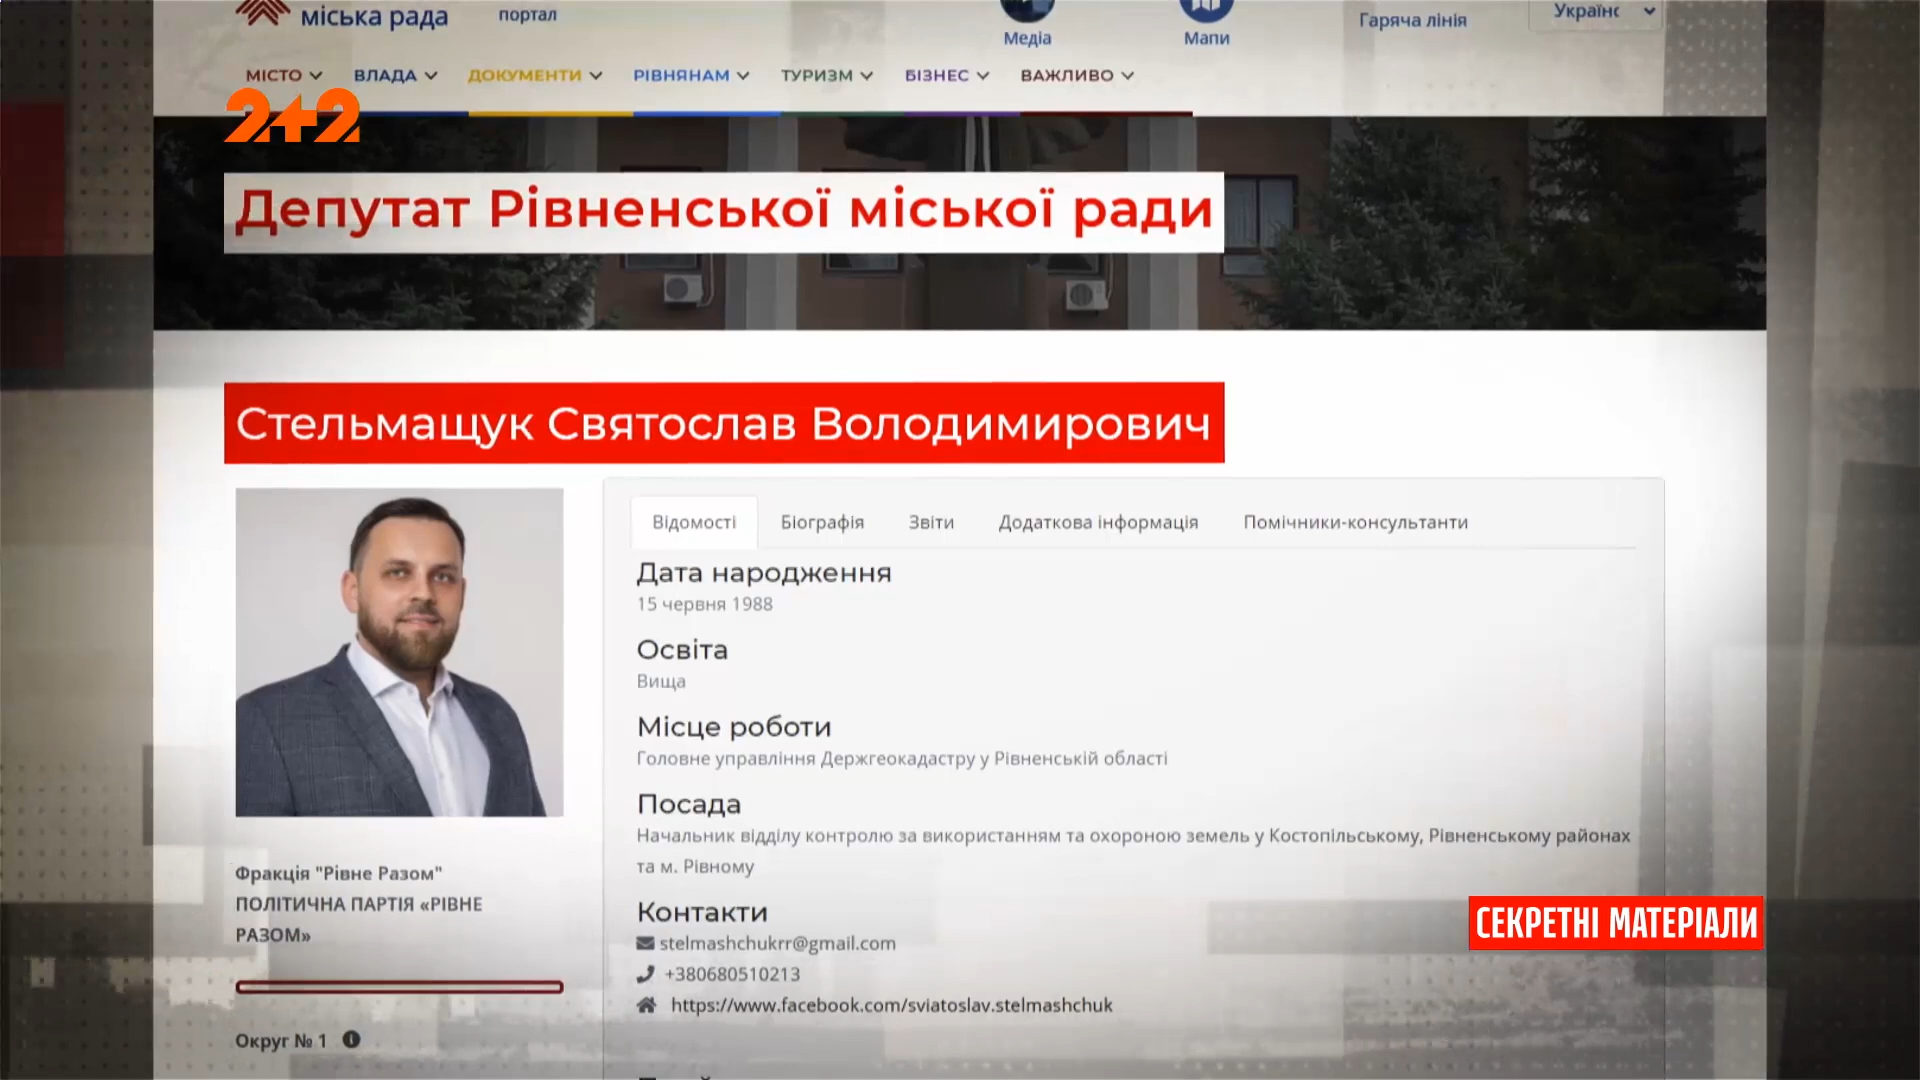 міська рада
портал
Медіа
Мапи
Гаряча лінія
Українс
МІСТО
ВЛАДА
ДОКУМЕНТИ
РІВНЯНАМ
ТУРИЗМ
БІЗНЕС
ВАЖЛИВО
2+2
Депутат Рівненської міської ради
Стельмащук Святослав Володимирович
Відомості
Біографія
Звіти
Додаткова інформація
Помічники-консультанти
Дата народження
15 червня 1988
Освіта
Вища
Місце роботи
Головне управління Держгеокадастру у Рівненській області
Посада
Начальник відділу контролю за використанням та охороною земель у Костопільському, Рівненському районах
та м. Рівному
Контакти
stelmashchukrr@gmail.com
+380680510213
https://www.facebook.com/sviatoslav.stelmashchuk
Фракція "Рівне Разом"
ПОЛІТИЧНА ПАРТІЯ «РІВНЕ
РАЗОМ»
Округ № 1
СЕКРЕТНІ МАТЕРІАЛИ